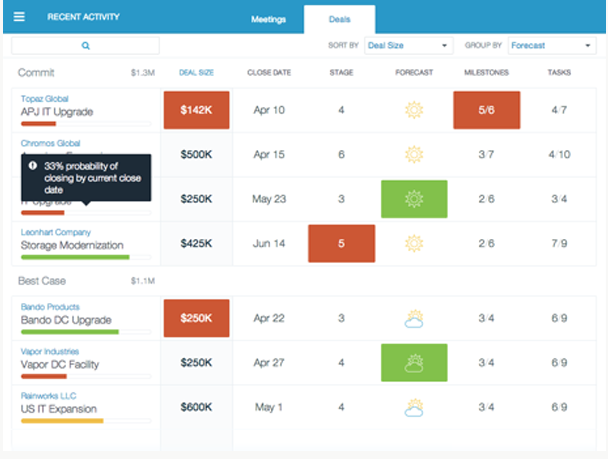 RECENT ACTIVITY
Meetings
Deals
SORT BY Deal Size
GROUP BY Forecast
Commit $1.3M DEAL SIZE CLOSE DATE STAGE FORECAST MILESTONES TASKS
Topaz Global
APJ IT Upgrade $142K Apr 10 4 5/6 4/7
Chromos Global
$500K Apr 15 6 3/7 4/10
33% probability of
closing by current close
date
Upgrade $250K May 23 3 2/6 3/4
Leonhart Company
Storage Modernization $425K Jun 14 5 2/6 7/9
Best Case $1.1M
Bando Products
Bando DC Upgrade $250K Apr 22 3 3/4 6/9
Vapor Industries
Vapor DC Facility $250K Apr 27 4 3/4 6/9
Rainworks LLC
US IT Expansion $600K May 1 4 3/4 6/9